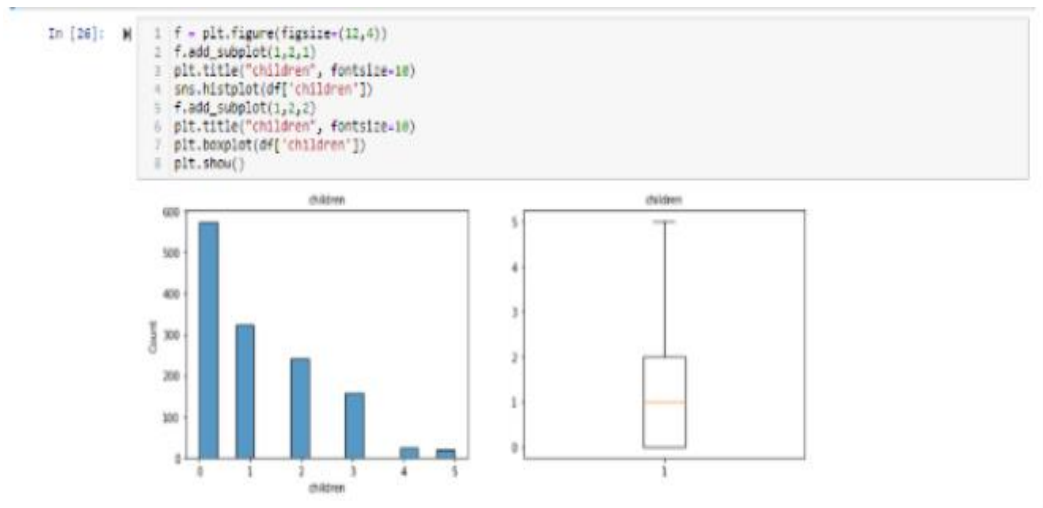 In [26]:
1 f = plt.figure(figsize=(12,4))
2 f.add_subplot(1,2,1)
3 plt.title("children", fontsize=10)
4 sns.histplot(df['children'])
5 f.add_subplot(1,2,2)
6 plt.title("children", fontsize=10)
7 plt.boxplot(df['children'])
8 plt.show()
children
600
500
400
300
200
100
0
Count
0 1 2 3 4 5
children
children
5
4
3
2
1
0
1